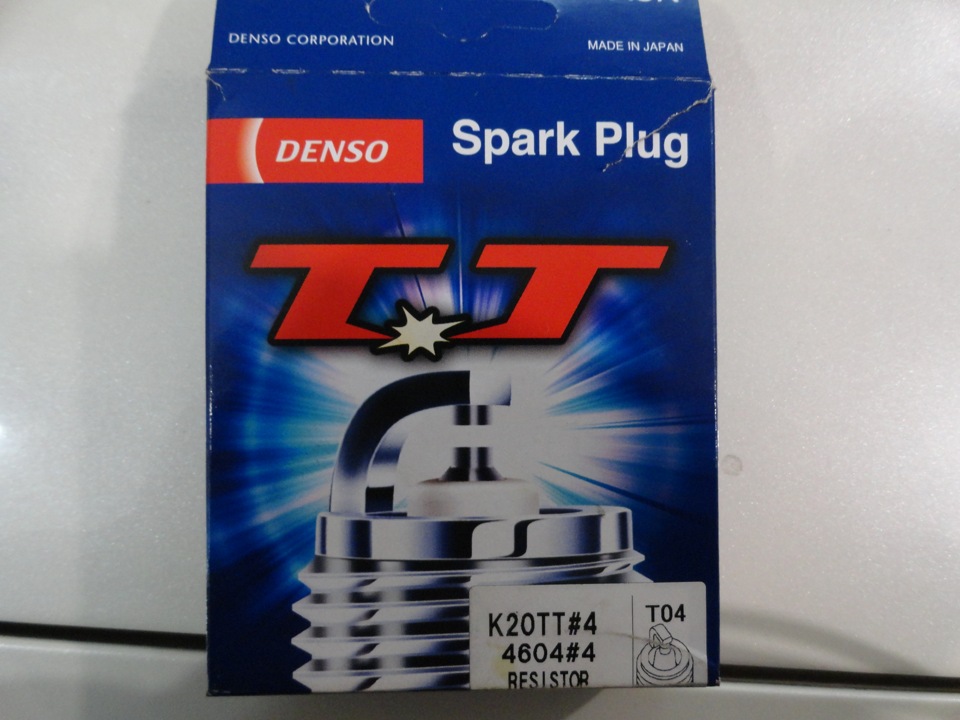 DENSO CORPORATION
MADE IN JAPAN
DENSO
Spark Plug
TT
K20TT#4
4604#4
RESISTOR
T04